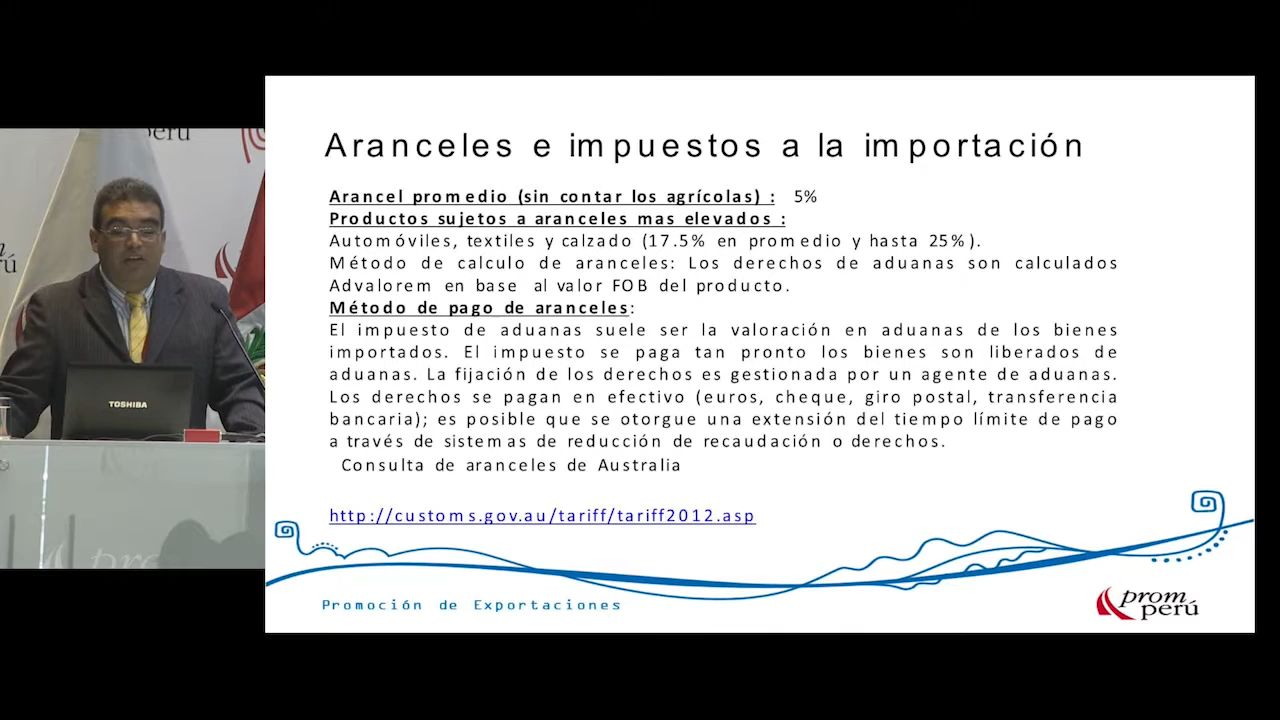 Aranceles e impuestos a la importación
Arancel promedio (sin contar los agrícolas) : 5%
Productos sujetos a aranceles mas elevados :
Automóviles, textiles y calzado (17.5% en promedio y hasta 25%).
Método de calculo de aranceles: Los derechos de aduanas son calculados
Advalorem en base al valor FOB del producto.
Método de pago de aranceles:
El impuesto de aduanas suele ser la valoración en aduanas de los bienes
importados. El impuesto se paga tan pronto los bienes son liberados de
aduanas. La fijación de los derechos es gestionada por un agente de aduanas.
Los derechos se pagan en efectivo (euros, cheque, giro postal, transferencia
bancaria); es posible que se otorgue una extensión del tiempo límite de pago
a través de sistemas de reducción de recaudación o derechos.
Consulta de aranceles de Australia
http://customs.gov.au/tariff/tariff2012.asp
Promoción de Exportaciones
prom
perú
TOSHIBA